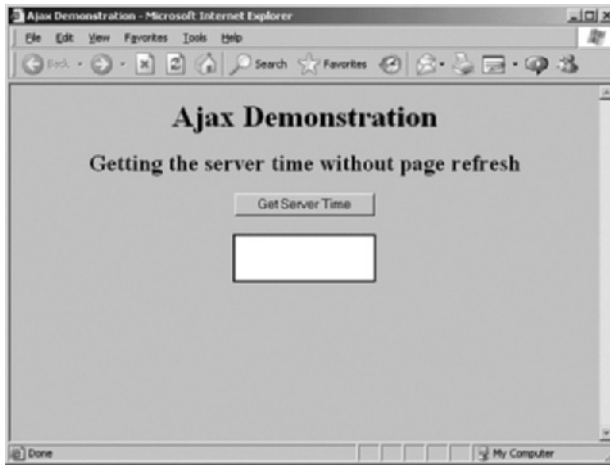 Ajax Demonstration - Microsoft Internet Explorer
File Edit View Favorites Tools Help
Back Search Favorites
Ajax Demonstration
Getting the server time without page refresh
Get Server Time
Done My Computer